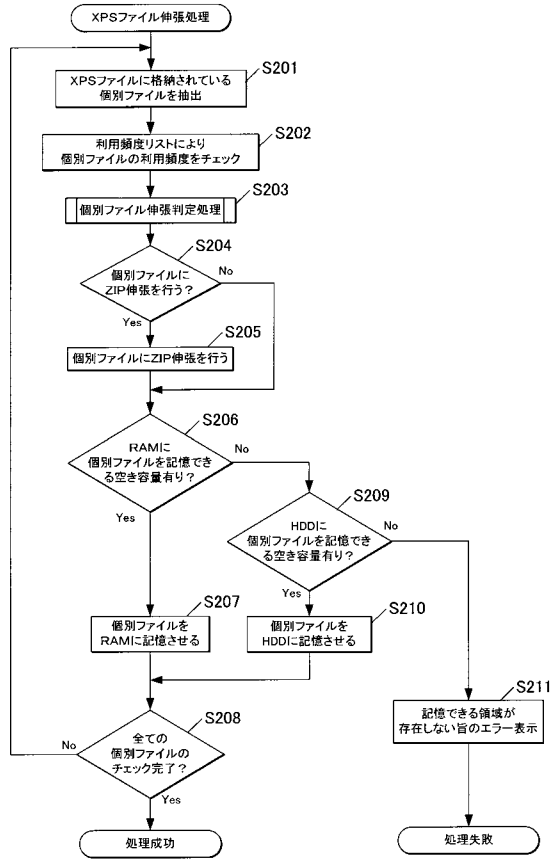 XPSファイル伸張処理
S201
XPSファイルに格納されている
個別ファイルを抽出
S202
利用頻度リストにより
個別ファイルの利用頻度をチェック
S203
個別ファイル伸張判定処理
S204
個別ファイルに
ZIP伸張を行う？
No
Yes
S205
個別ファイルにZIP伸張を行う
S206
RAMに
個別ファイルを記憶でき
る空き容量有り？
No
Yes
S209
HDDに
個別ファイルを記憶でき
る空き容量有り？
No
Yes
S207
個別ファイルを
RAMに記憶させる
S210
個別ファイルを
HDDに記憶させる
S211
記憶できる領域が
存在しない旨のエラー表示
S208
全ての
個別ファイルの
チェック完了？
No
Yes
処理成功
処理失敗